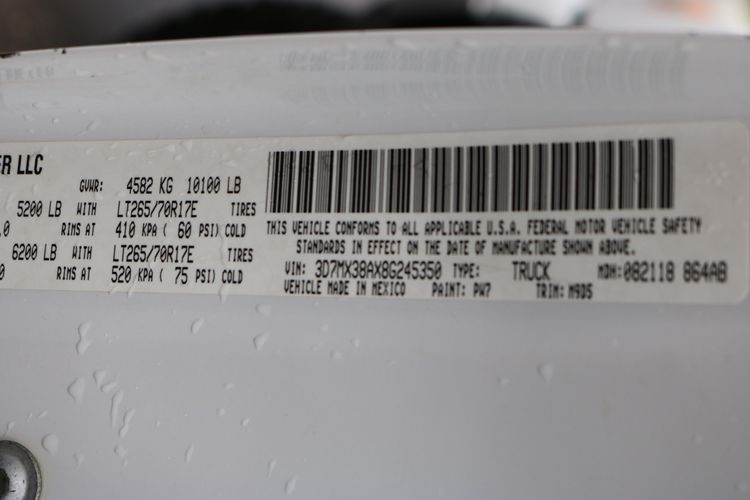 ER LLC
GVWR: 4582 KG 10100 LB
5200 LB WITH LT265/70R17E TIRES
.0 RIMS AT 410 KPA ( 60 PSI) COLD
6200 LB WITH LT265/70R17E TIRES
0 RIMS AT 520 KPA ( 75 PSI) COLD
THIS VEHICLE CONFORMS TO ALL APPLICABLE U.S.A. FEDERAL MOTOR VEHICLE SAFETY
STANDARDS IN EFFECT ON THE DATE OF MANUFACTURE SHOWN ABOVE.
VIN: 3D7MX38AX8G245350 TYPE: TRUCK MDH:082118 864AB
VEHICLE MADE IN MEXICO PAINT: PW7 TRIM: M9D5